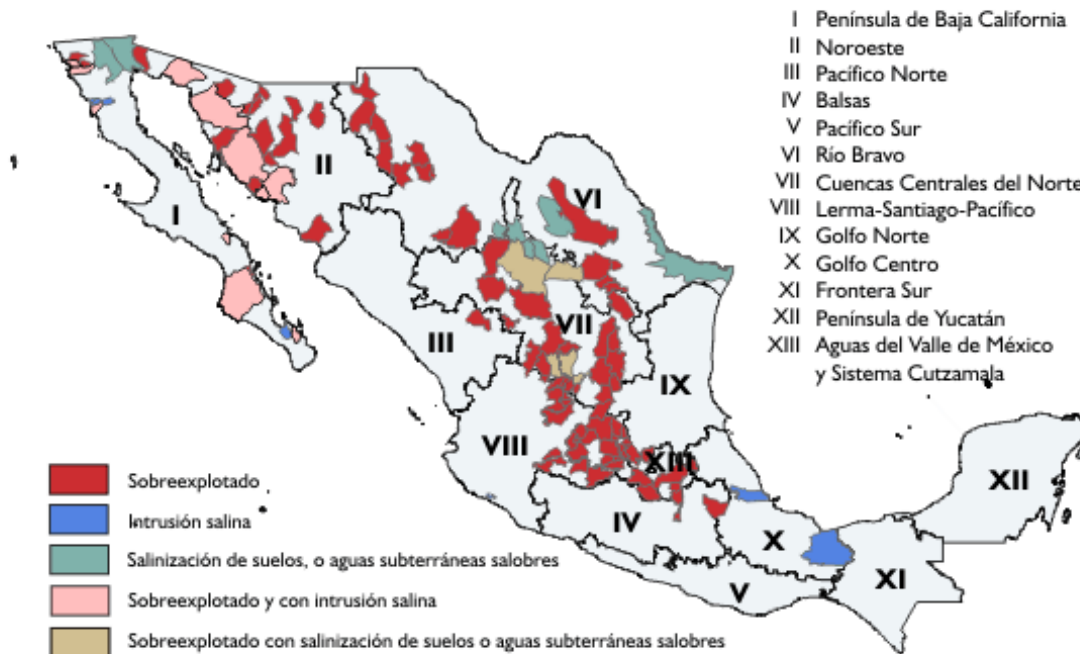 I Península de Baja California
II Noroeste
III Pacífico Norte
IV Balsas
V Pacífico Sur
VI Río Bravo
VII Cuencas Centrales del Norte
VIII Lerma-Santiago-Pacífico
IX Golfo Norte
X Golfo Centro
XI Frontera Sur
XII Península de Yucatán
XIII Aguas del Valle de México
y Sistema Cutzamala
II
VI
I
VII
III
IX
VIII
XIII
XII
IV
X
XI
V
Sobreexplotado
Intrusión salina
Salinización de suelos, o aguas subterráneas salobres
Sobreexplotado y con intrusión salina
Sobreexplotado con salinización de suelos o aguas subterráneas salobres